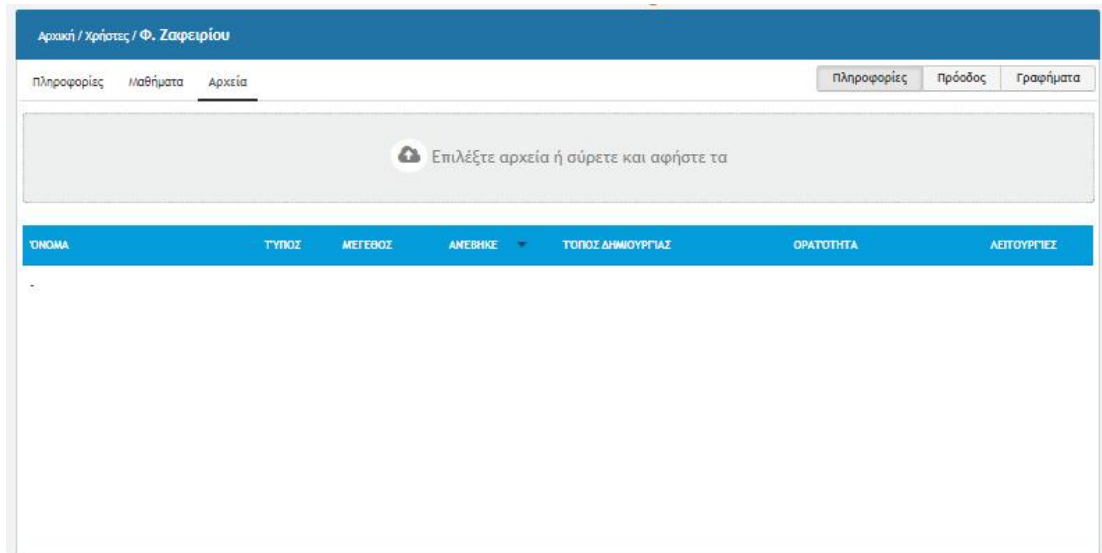 Αρχική / Χρήστες / Φ. Ζαφειρίου
Πληροφορίες Μαθήματα Αρχεία Πληροφορίες Πρόοδος Γραφήματα
Επιλέξτε αρχεία ή σύρετε και αφήστε τα
ΌΝΟΜΑ ΤΎΠΟΣ ΜΈΓΕΘΟΣ ΑΝΈΒΗΚΕ ΤΌΠΟΣ ΔΗΜΙΟΥΡΓΊΑΣ ΟΡΑΤΌΤΗΤΑ ΛΕΙΤΟΥΡΓΊΕΣ
-